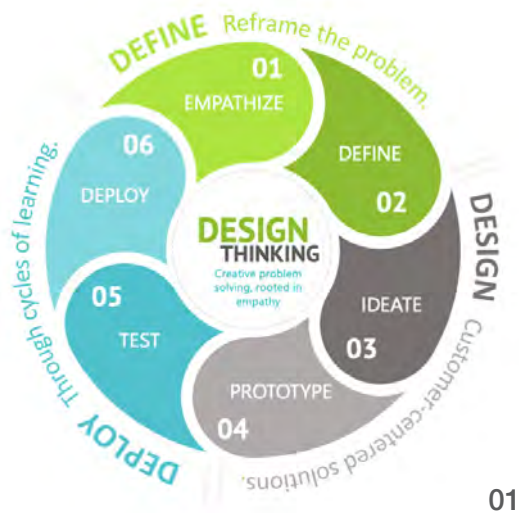 DEFINE Reframe the problem.
01
EMPATHIZE
DEFINE
02
DESIGN Customer-centered solutions.
IDEATE
03
PROTOTYPE
04
DEPLOY Through cycles of learning.
TEST
05
DEPLOY
06
DESIGN
THINKING
Creative problem
solving, rooted in
empathy
01